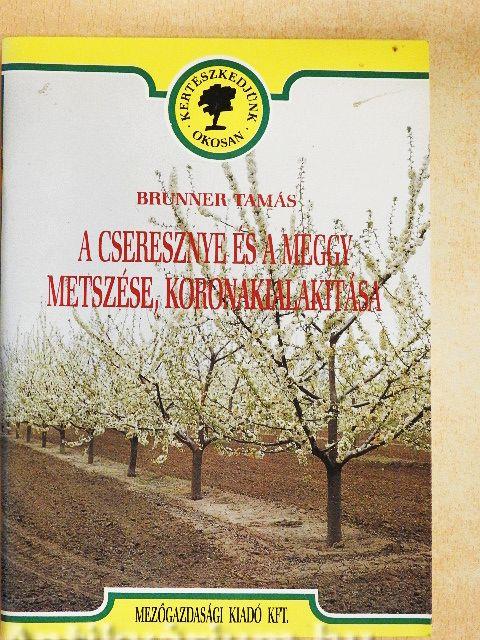 KERTÉSZKEDJÜNK
OKOSAN
BRUNNER TAMÁS
A CSERESZNYE ÉS A MEGGY
METSZÉSE, KORONAKIALAKÍTÁSA
MEZŐGAZDASÁGI KIADÓ KFT.